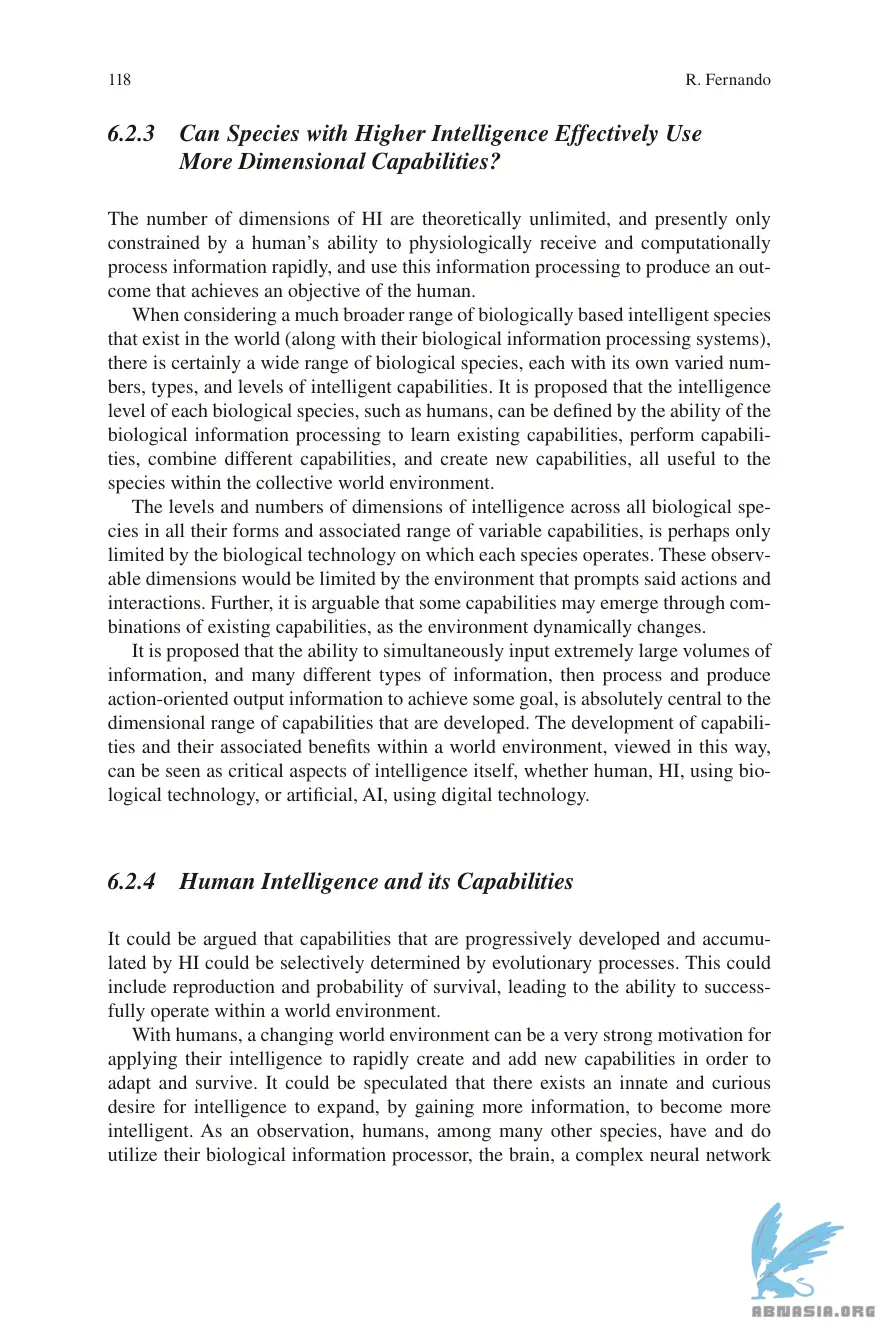 118
R. Fernando
6.2.3 Can Species with Higher Intelligence Effectively Use
More Dimensional Capabilities?
The number of dimensions of HI are theoretically unlimited, and presently only
constrained by a human's ability to physiologically receive and computationally
process information rapidly, and use this information processing to produce an out-
come that achieves an objective of the human.
When considering a much broader range of biologically based intelligent species
that exist in the world (along with their biological information processing systems),
there is certainly a wide range of biological species, each with its own varied num-
bers, types, and levels of intelligent capabilities. It is proposed that the intelligence
level of each biological species, such as humans, can be defined by the ability of the
biological information processing to learn existing capabilities, perform capabili-
ties, combine different capabilities, and create new capabilities, all useful to the
species within the collective world environment.
The levels and numbers of dimensions of intelligence across all biological spe-
cies in all their forms and associated range of variable capabilities, is perhaps only
limited by the biological technology on which each species operates. These observ-
able dimensions would be limited by the environment that prompts said actions and
interactions. Further, it is arguable that some capabilities may emerge through com-
binations of existing capabilities, as the environment dynamically changes.
It is proposed that the ability to simultaneously input extremely large volumes of
information, and many different types of information, then process and produce
action-oriented output information to achieve some goal, is absolutely central to the
dimensional range of capabilities that are developed. The development of capabili-
ties and their associated benefits within a world environment, viewed in this way,
can be seen as critical aspects of intelligence itself, whether human, HI, using bio-
logical technology, or artificial, AI, using digital technology.
6.2.4 Human Intelligence and its Capabilities
It could be argued that capabilities that are progressively developed and accumu-
lated by HI could be selectively determined by evolutionary processes. This could
include reproduction and probability of survival, leading to the ability to success-
fully operate within a world environment.
With humans, a changing world environment can be a very strong motivation for
applying their intelligence to rapidly create and add new capabilities in order to
adapt and survive. It could be speculated that there exists an innate and curious
desire for intelligence to expand, by gaining more information, to become more
intelligent. As an observation, humans, among many other species, have and do
utilize their biological information processor, the brain, a complex neural network
ABNASIA.ORG